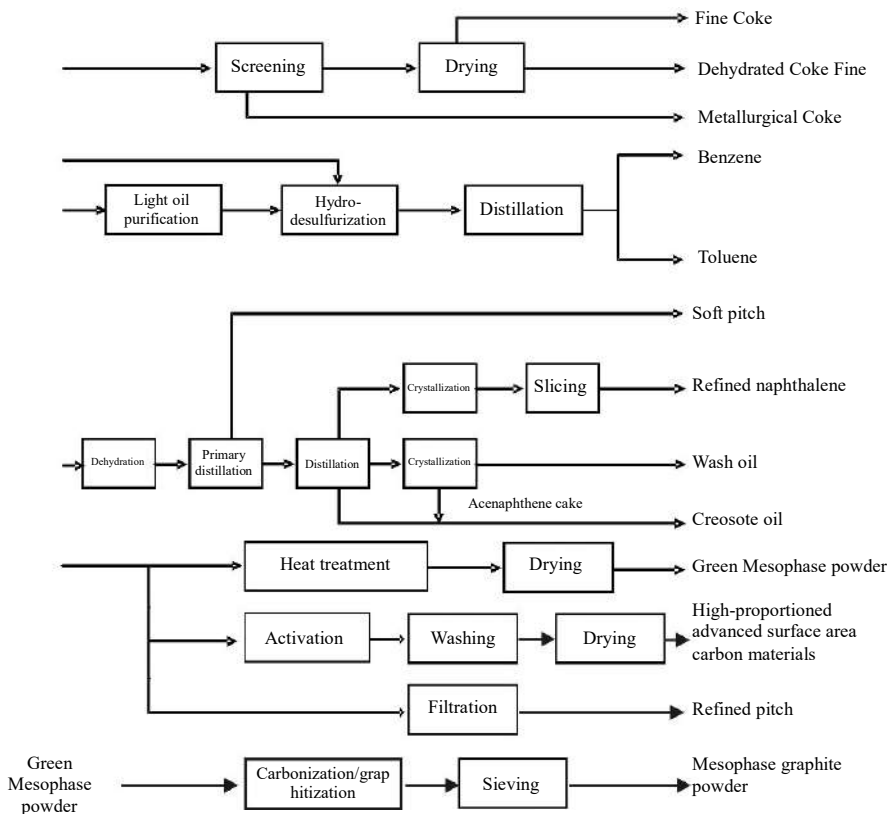 Fine Coke
Screening
Drying
Dehydrated Coke Fine
Metallurgical Coke
Benzene
Light oil
purification
Hydro-
desulfurization
Distillation
Toluene
Soft pitch
Crystallization
Slicing
Refined naphthalene
Dehydration
Primary
distillation
Distillation
Crystallization
Wash oil
Acenaphthene cake
Creosote oil
Heat treatment
Drying
Green Mesophase powder
Activation
Washing
Drying
High-proportioned
advanced surface area
carbon materials
Filtration
Refined pitch
Green
Mesophase
powder
Carbonization/grap
hitization
Sieving
Mesophase graphite
powder